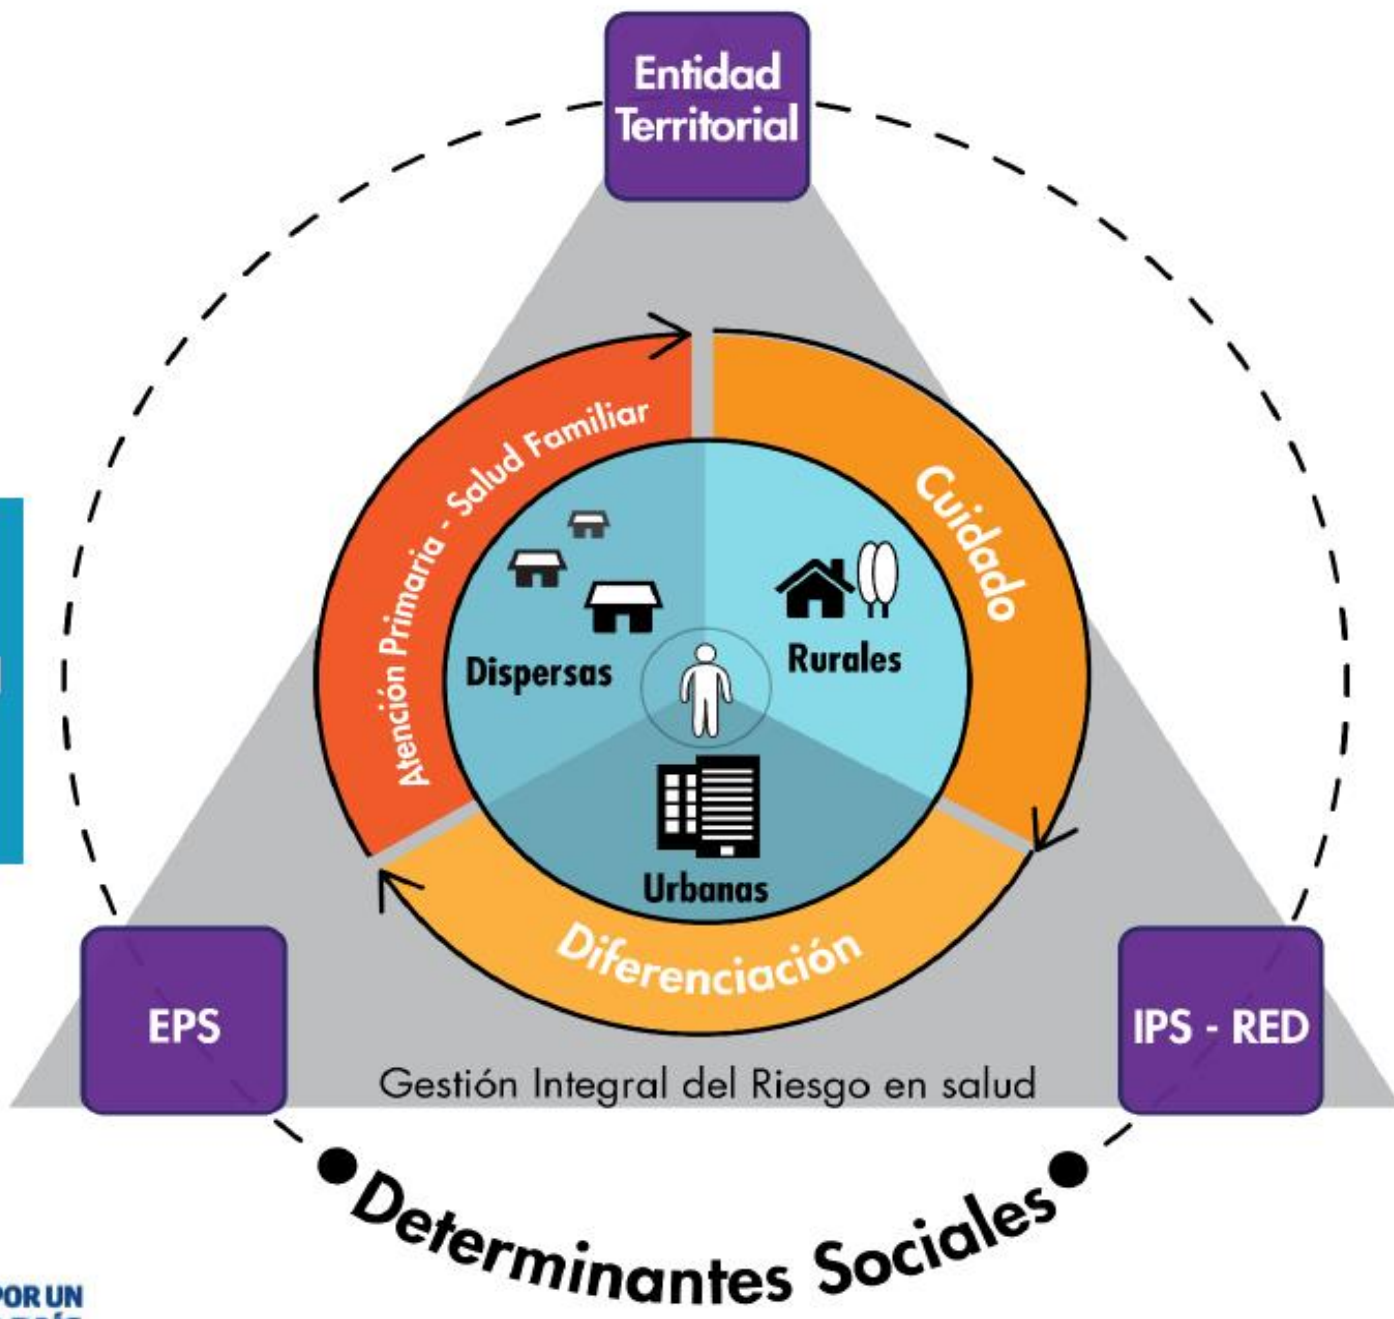 Entidad
Territorial
Atención Primaria - Salud Familiar
Cuidado
Dispersas
Rurales
Urbanas
Diferenciación
EPS
IPS - RED
Gestión Integral del Riesgo en salud
Determinantes Sociales
POR UN